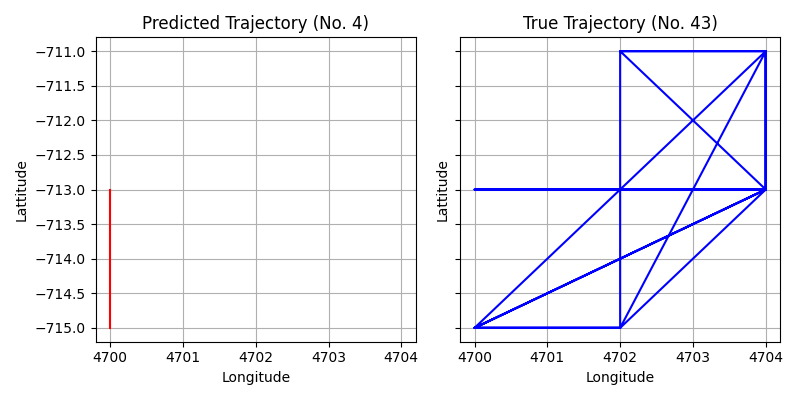 Predicted Trajectory (No. 4)
True Trajectory (No. 43)
Lattitude
−711.0
−711.5
−712.0
−712.5
−713.0
−713.5
−714.0
−714.5
−715.0
4700 4701 4702 4703 4704
Longitude
Lattitude
4700 4701 4702 4703 4704
Longitude